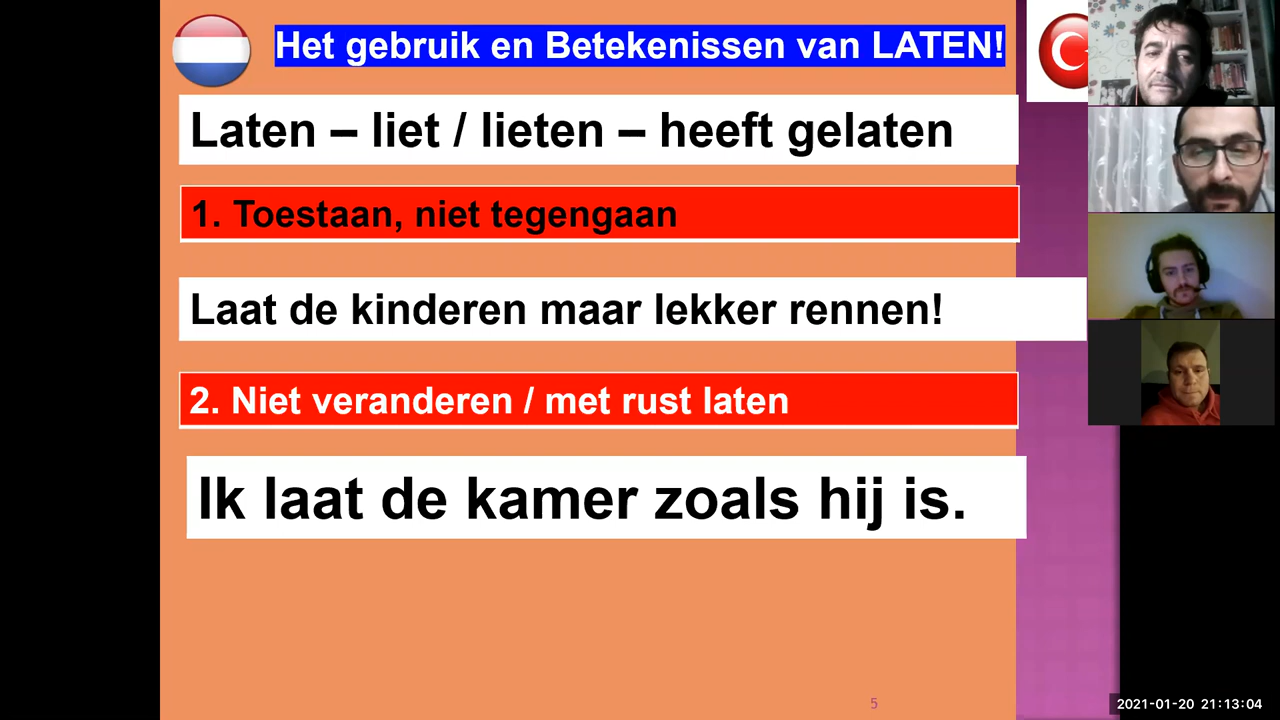 Het gebruik en Betekenissen van LATEN!
Laten – liet / lieten – heeft gelaten
1. Toestaan, niet tegengaan
Laat de kinderen maar lekker rennen!
2. Niet veranderen / met rust laten
Ik laat de kamer zoals hij is.
5
2021-01-20 21:13:04